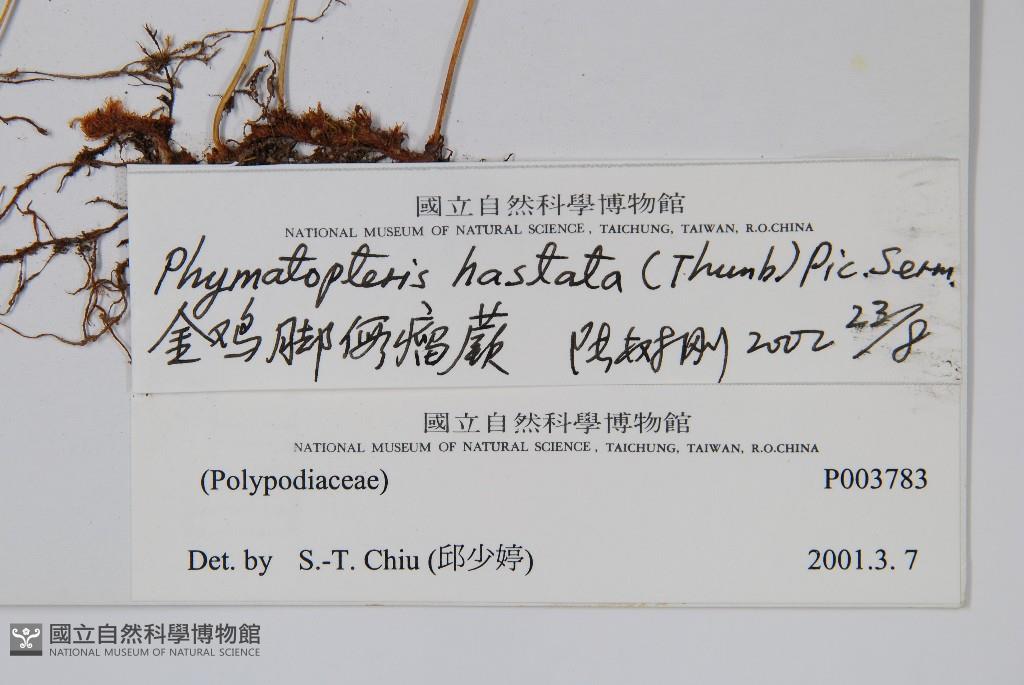 國立自然科學博物館
NATIONAL MUSEUM OF NATURAL SCIENCE, TAICHUNG, TAIWAN, R.O.CHINA
Phymatopteris hastata (Thunb) Pic. Serm.
金鸡脚假瘤蕨 陆树刚 2002 23/8
國立自然科學博物館
NATIONAL MUSEUM OF NATURAL SCIENCE, TAICHUNG, TAIWAN, R.O.CHINA
(Polypodiaceae) P003783
Det. by S.-T. Chiu (邱少婷) 2001.3. 7
國立自然科學博物館
NATIONAL MUSEUM OF NATURAL SCIENCE